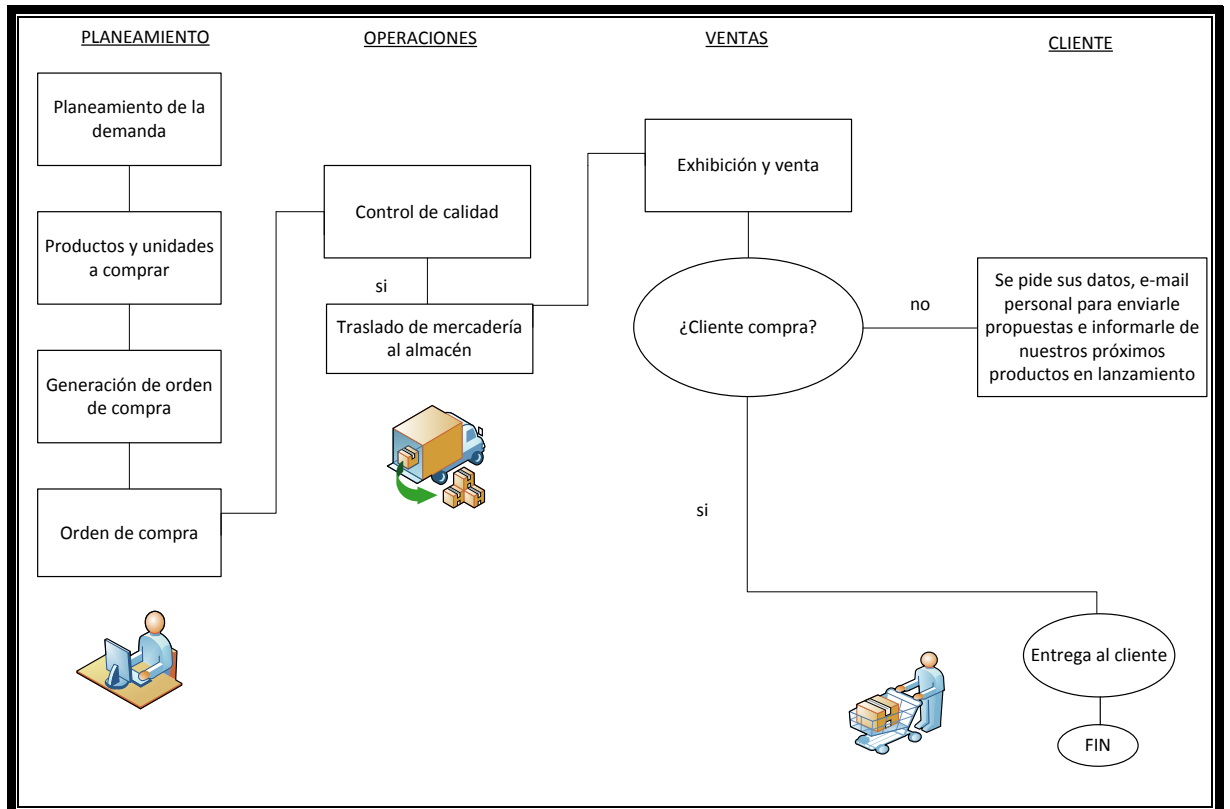 PLANEAMIENTO
OPERACIONES
VENTAS
CLIENTE
Planeamiento de la
demanda
Productos y unidades
a comprar
Generación de orden
de compra
Orden de compra
Control de calidad
si
Traslado de mercadería
al almacén
Exhibición y venta
¿Cliente compra?
no
Se pide sus datos, e-mail
personal para enviarle
propuestas e informarle de
nuestros próximos
productos en lanzamiento
si
Entrega al cliente
FIN